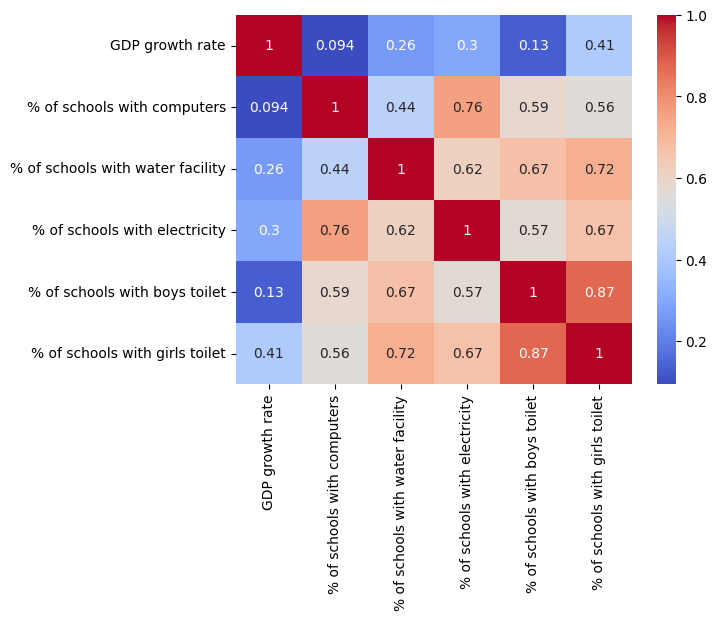 GDP growth rate 1 0.094 0.26 0.3 0.13 0.41
% of schools with computers 0.094 1 0.44 0.76 0.59 0.56
% of schools with water facility 0.26 0.44 1 0.62 0.67 0.72
% of schools with electricity 0.3 0.76 0.62 1 0.57 0.67
% of schools with boys toilet 0.13 0.59 0.67 0.57 1 0.87
% of schools with girls toilet 0.41 0.56 0.72 0.67 0.87 1
GDP growth rate
% of schools with computers
% of schools with water facility
% of schools with electricity
% of schools with boys toilet
% of schools with girls toilet
1.0
0.8
0.6
0.4
0.2